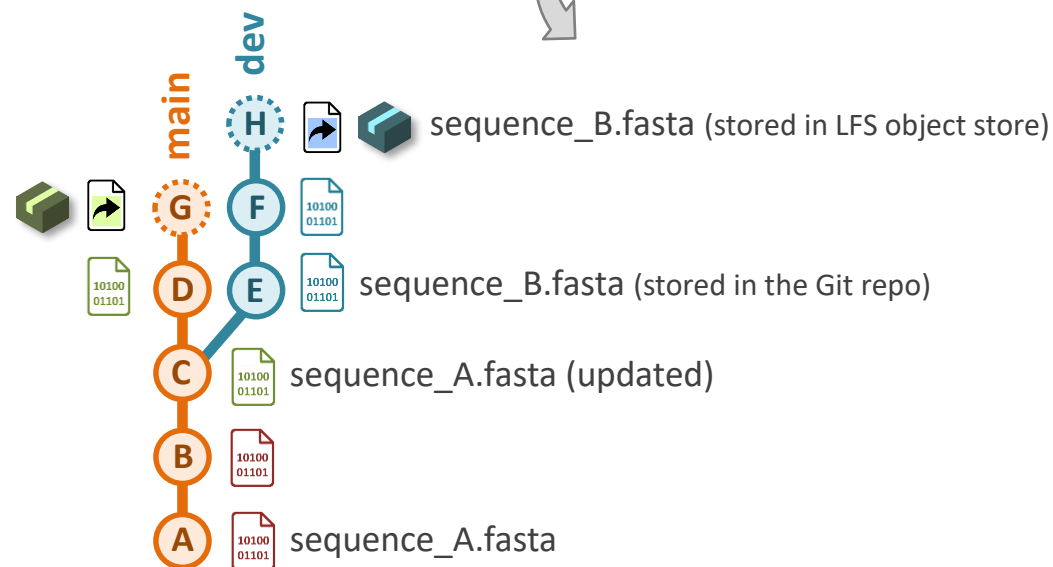 dev
main
H
sequence_B.fasta (stored in LFS object store)
G
F
10100
01101
10100
01101
D
E
10100
01101
sequence_B.fasta (stored in the Git repo)
C
10100
01101
sequence_A.fasta (updated)
B
10100
01101
A
10100
01101
sequence_A.fasta